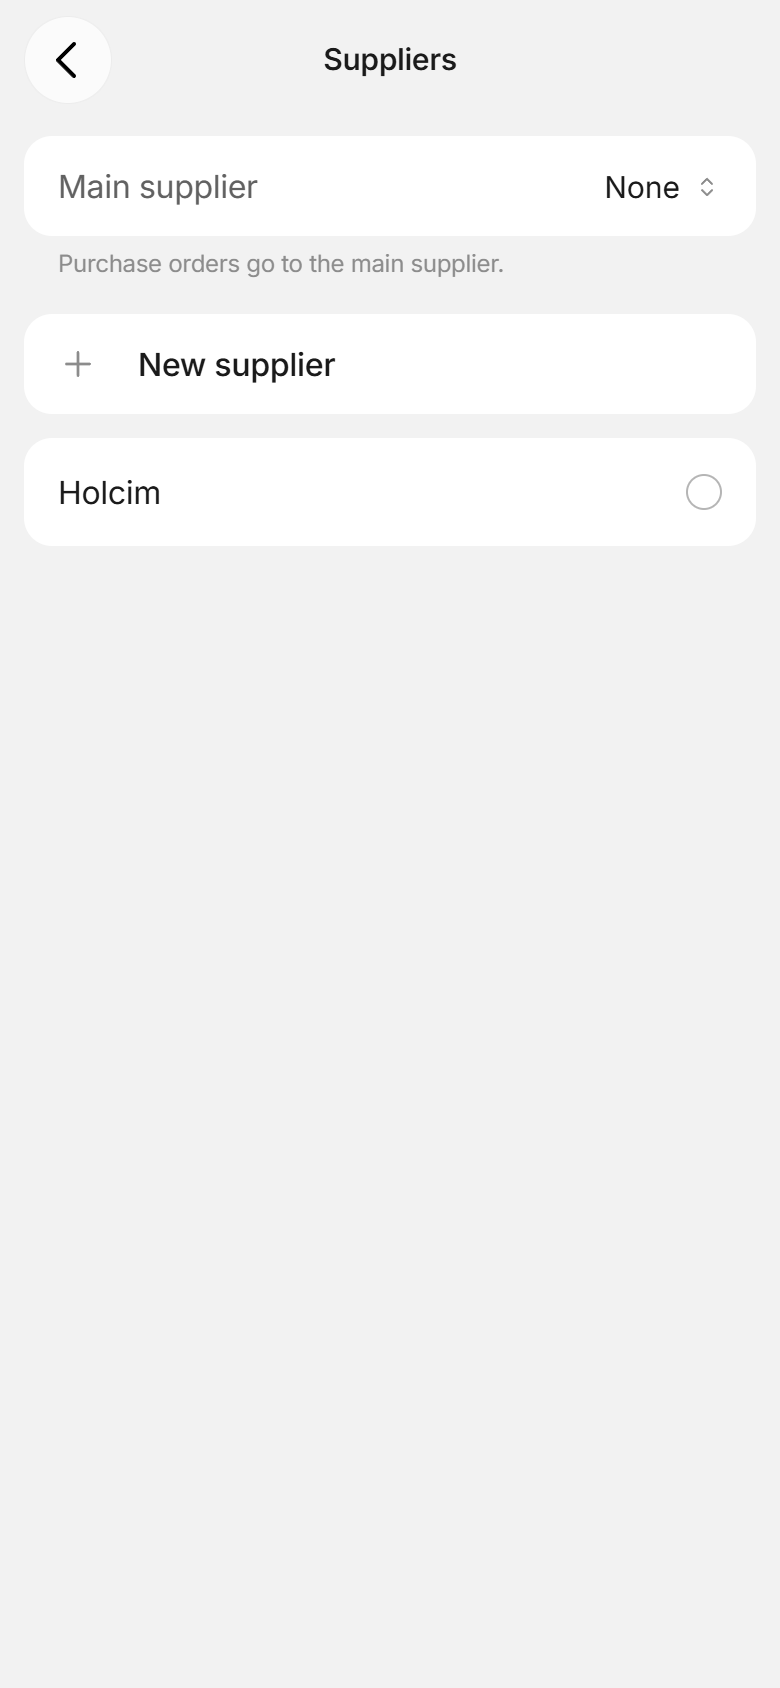 Suppliers
Main supplier None
Purchase orders go to the main supplier.
New supplier
Holcim